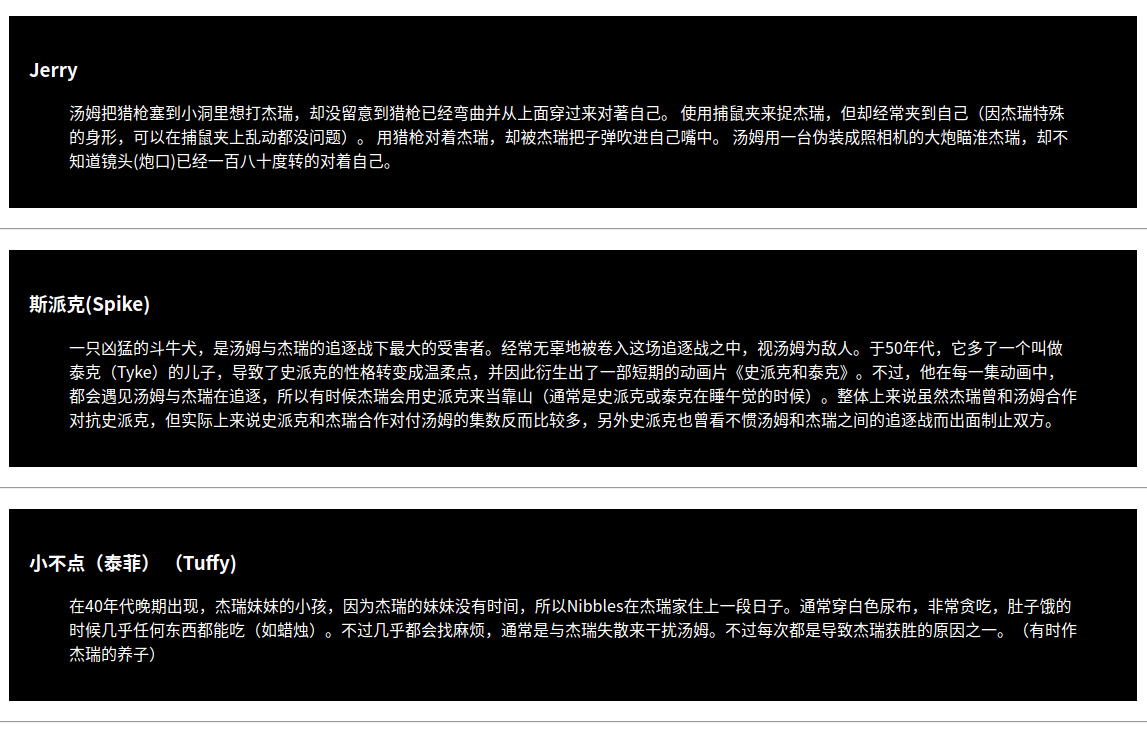 Jerry
汤姆把猎枪塞到小洞里想打杰瑞，却没留意到猎枪已经弯曲并从上面穿过来对著自己。 使用捕鼠夹来捉杰瑞，但却经常夹到自己（因杰瑞特殊
的身形，可以在捕鼠夹上乱动都没问题）。 用猎枪对着杰瑞，却被杰瑞把子弹吹进自己嘴中。 汤姆用一台伪装成照相机的大炮瞄淮杰瑞，却不
知道镜头(炮口)已经一百八十度转的对着自己。
斯派克(Spike)
一只凶猛的斗牛犬，是汤姆与杰瑞的追逐战下最大的受害者。经常无辜地被卷入这场追逐战之中，视汤姆为敌人。于50年代，它多了一个叫做
泰克（Tyke）的儿子，导致了史派克的性格转变成温柔点，并因此衍生出了一部短期的动画片《史派克和泰克》。不过，他在每一集动画中，
都会遇见汤姆与杰瑞在追逐，所以有时候杰瑞会用史派克来当靠山（通常是史派克或泰克在睡午觉的时候）。整体上来说虽然杰瑞曾和汤姆合作
对抗史派克，但实际上来说史派克和杰瑞合作对付汤姆的集数反而比较多，另外史派克也曾看不惯汤姆和杰瑞之间的追逐战而出面制止双方。
小不点（泰菲） （Tuffy)
在40年代晚期出现，杰瑞妹妹的小孩，因为杰瑞的妹妹没有时间，所以Nibbles在杰瑞家住上一段日子。通常穿白色尿布，非常贪吃，肚子饿的
时候几乎任何东西都能吃（如蜡烛）。不过几乎都会找麻烦，通常是与杰瑞失散来干扰汤姆。不过每次都是导致杰瑞获胜的原因之一。（有时作
杰瑞的养子）